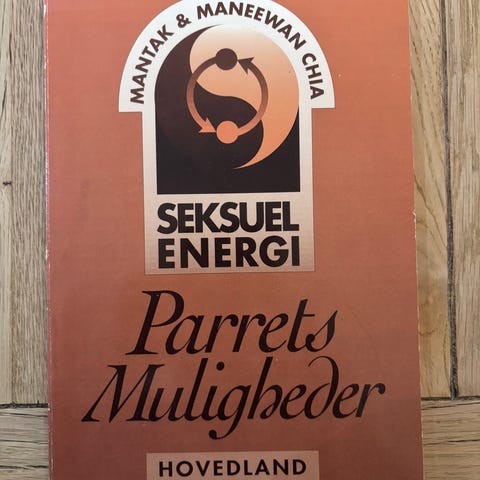 MANTAK & MANEEWAN CHIA
SEKSUEL
ENERGI
Parrets
Muligheder
HOVEDLAND